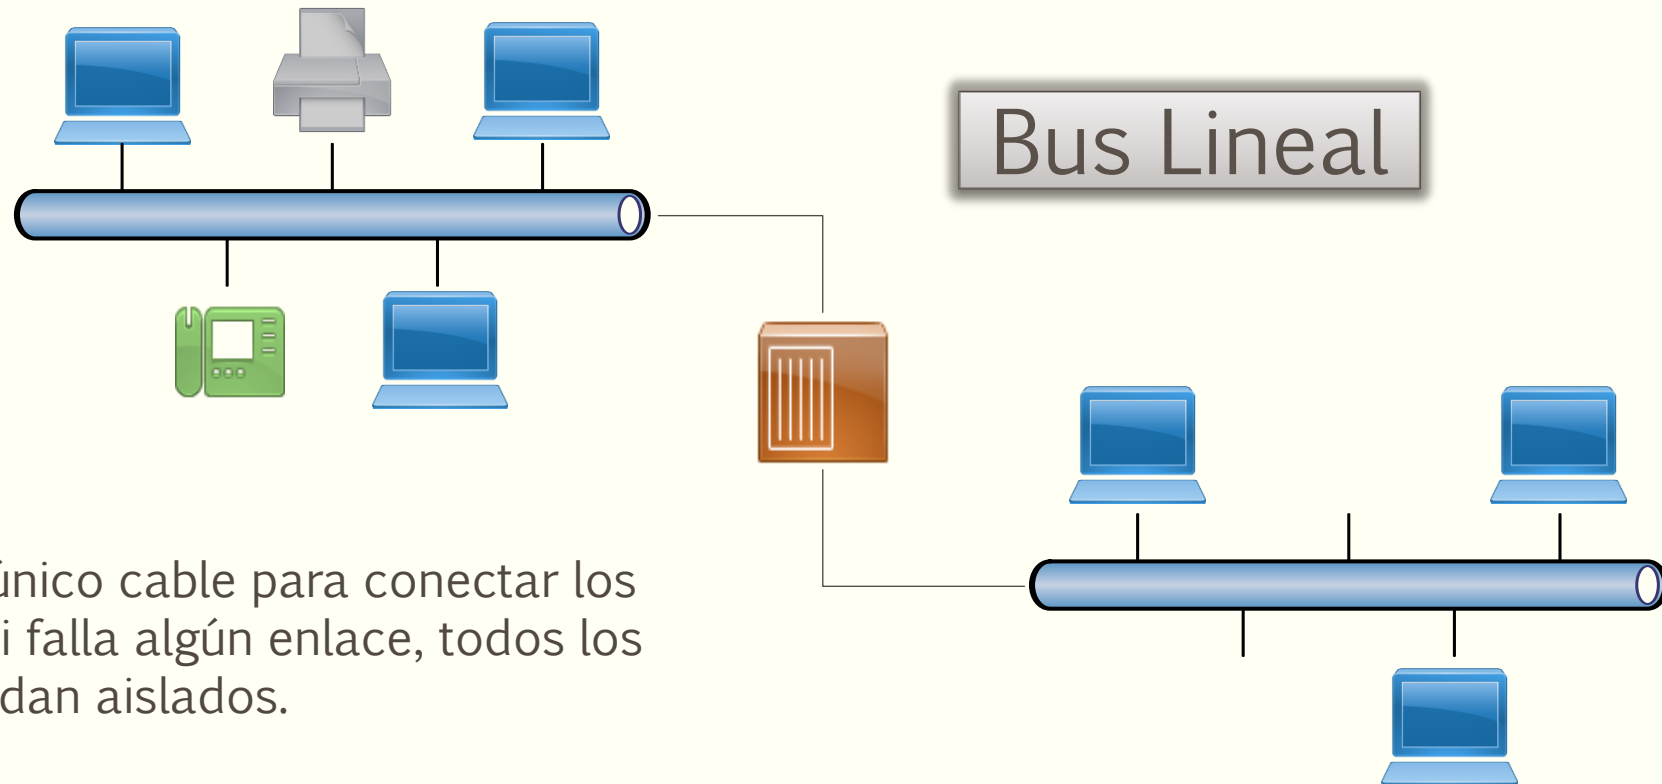 Bus Lineal
único cable para conectar los
i falla algún enlace, todos los
dan aislados.